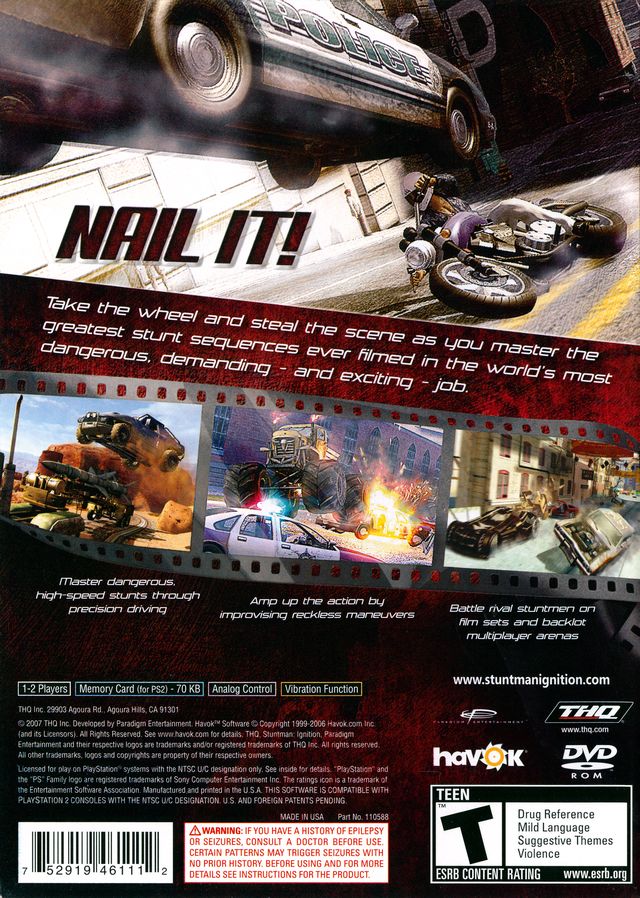 POLICE
NAIL IT!
Take the wheel and steal the scene as you master the
greatest stunt sequences ever filmed in the world's most
dangerous, demanding - and exciting - job.
Master dangerous,
high-speed stunts through
precision driving
Amp up the action by
improvising reckless maneuvers
Battle rival stuntmen on
film sets and backlot
multiplayer arenas
www.stuntmanignition.com
1-2 Players
Memory Card (for PS2) - 70 KB
Analog Control
Vibration Function
THQ Inc. 29903 Agoura Rd., Agoura Hills, CA 91301
© 2007 THQ Inc. Developed by Paradigm Entertainment. Havok™ Software © Copyright 1999-2006 Havok.com Inc.
(and its Licensors). All Rights Reserved. See www.havok.com for details. THQ, Stuntman: Ignition, Paradigm
Entertainment and their respective logos are trademarks and/or registered trademarks of THQ Inc. All rights reserved.
All other trademarks, logos and copyrights are property of their respective owners.
Licensed for play on PlayStation® systems with the NTSC U/C designation only. See inside for details. "PlayStation" and
the "PS" Family logo are registered trademarks of Sony Computer Entertainment Inc. The ratings icon is a trademark of
the Entertainment Software Association. Manufactured and printed in the U.S.A. THIS SOFTWARE IS COMPATIBLE WITH
PLAYSTATION 2 CONSOLES WITH THE NTSC U/C DESIGNATION. U.S. AND FOREIGN PATENTS PENDING.
MADE IN USA Part No. 110588
PARADIGM ENTERTAINMENT
THQ
www.thq.com
havok
DVD
ROM
7 52919 46111 2
WARNING: IF YOU HAVE A HISTORY OF EPILEPSY
OR SEIZURES, CONSULT A DOCTOR BEFORE USE.
CERTAIN PATTERNS MAY TRIGGER SEIZURES WITH
NO PRIOR HISTORY. BEFORE USING AND FOR MORE
DETAILS SEE INSTRUCTIONS FOR THE PRODUCT.
TEEN
T
™
Drug Reference
Mild Language
Suggestive Themes
Violence
ESRB CONTENT RATING www.esrb.org